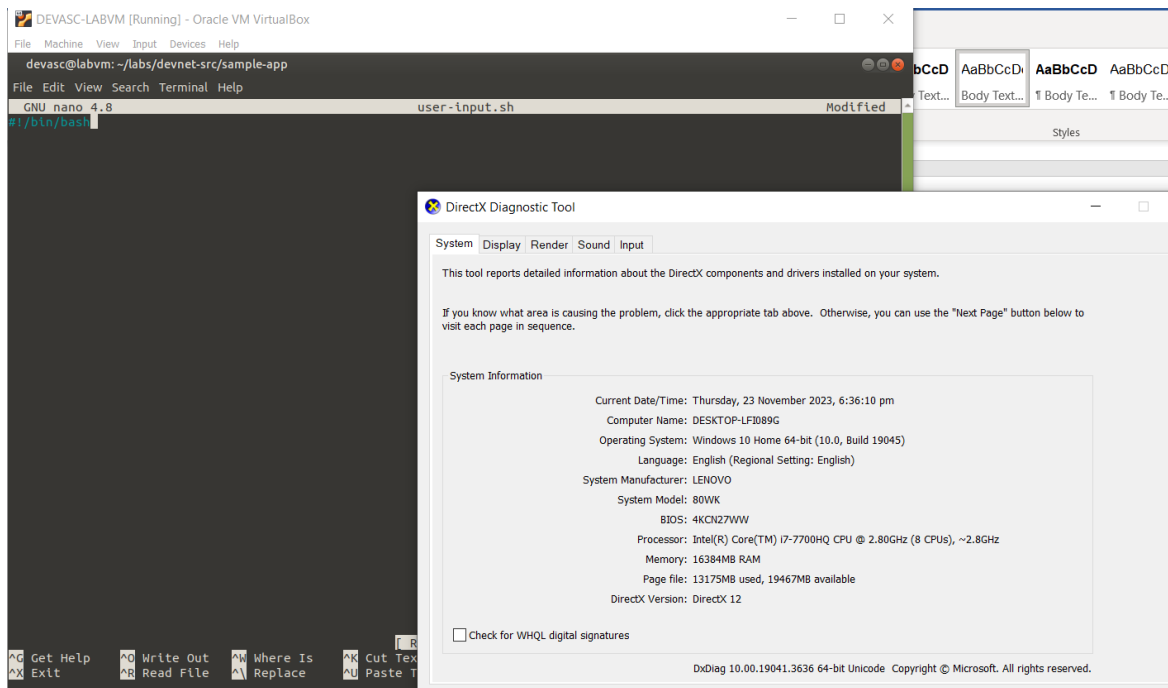 DEVASC-LABVM [Running] - Oracle VM VirtualBox
File Machine View Input Devices Help
devasc@labvm: ~/labs/devnet-src/sample-app
File Edit View Search Terminal Help
GNU nano 4.8 user-input.sh Modified
#!/bin/bash
bCcD AaBbCcD AaBbCcD AaBbCcD
Text... Body Text... ¶ Body Te... ¶ Body Te...
Styles
DirectX Diagnostic Tool
System Display Render Sound Input
This tool reports detailed information about the DirectX components and drivers installed on your system.
If you know what area is causing the problem, click the appropriate tab above. Otherwise, you can use the "Next Page" button below to
visit each page in sequence.
System Information
Current Date/Time: Thursday, 23 November 2023, 6:36:10 pm
Computer Name: DESKTOP-LFI089G
Operating System: Windows 10 Home 64-bit (10.0, Build 19045)
Language: English (Regional Setting: English)
System Manufacturer: LENOVO
System Model: 80WK
BIOS: 4KCN27WW
Processor: Intel(R) Core(TM) i7-7700HQ CPU @ 2.80GHz (8 CPUs), ~2.8GHz
Memory: 16384MB RAM
Page file: 13175MB used, 19467MB available
DirectX Version: DirectX 12
Check for WHQL digital signatures
DxDiag 10.00.19041.3636 64-bit Unicode Copyright © Microsoft. All rights reserved.
[ R
^G Get Help ^O Write Out ^W Where Is ^K Cut Tex
^X Exit ^R Read File ^\ Replace ^U Paste T